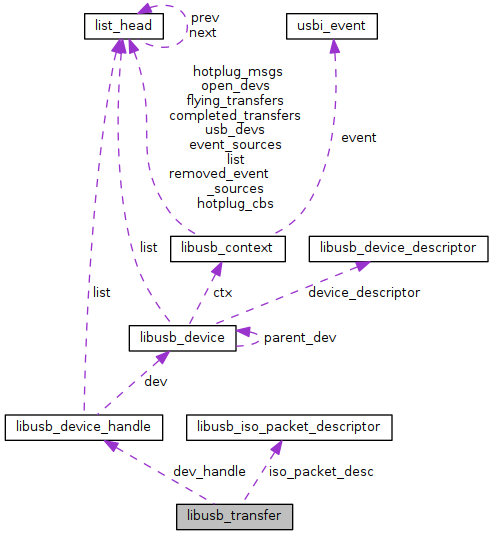 list_head
prev
next
usbi_event
hotplug_msgs
open_devs
flying_transfers
completed_transfers
usb_devs
event_sources
list
removed_event
_sources
hotplug_cbs
event
list
libusb_context
libusb_device_descriptor
list
ctx
device_descriptor
libusb_device
parent_dev
dev
libusb_device_handle
libusb_iso_packet_descriptor
dev_handle
iso_packet_desc
libusb_transfer